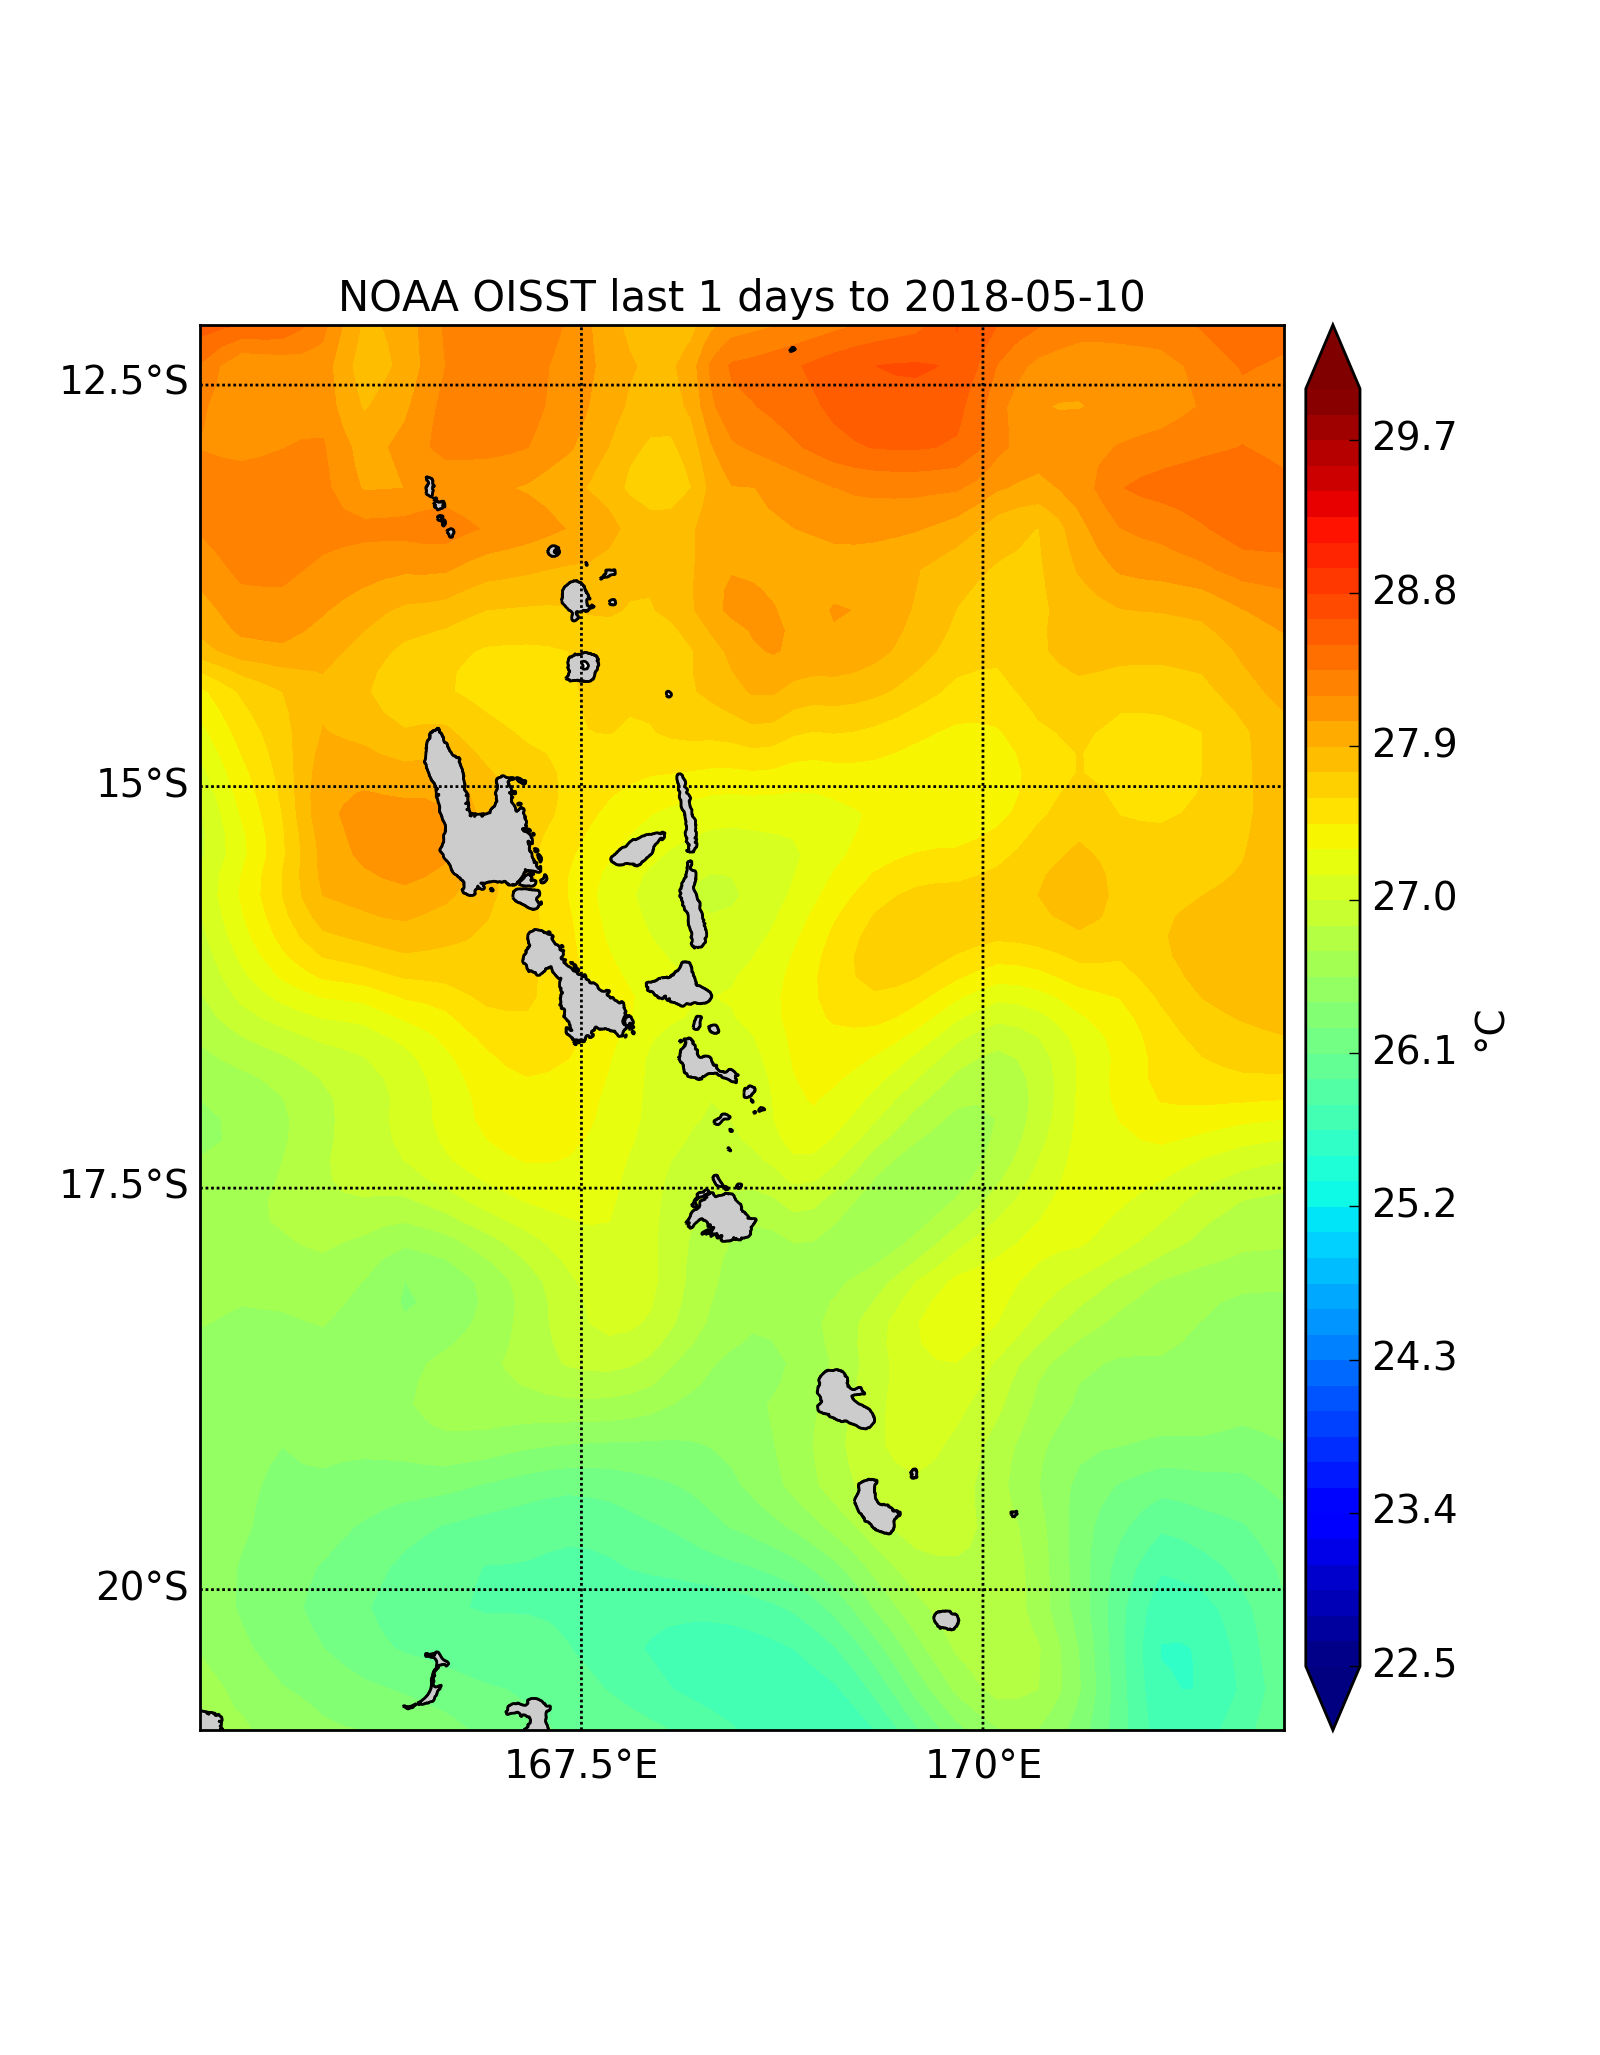 NOAA OISST last 1 days to 2018-05-10
12.5°S
15°S
17.5°S
20°S
167.5°E
170°E
29.7
28.8
27.9
27.0
26.1
25.2
24.3
23.4
22.5
°C